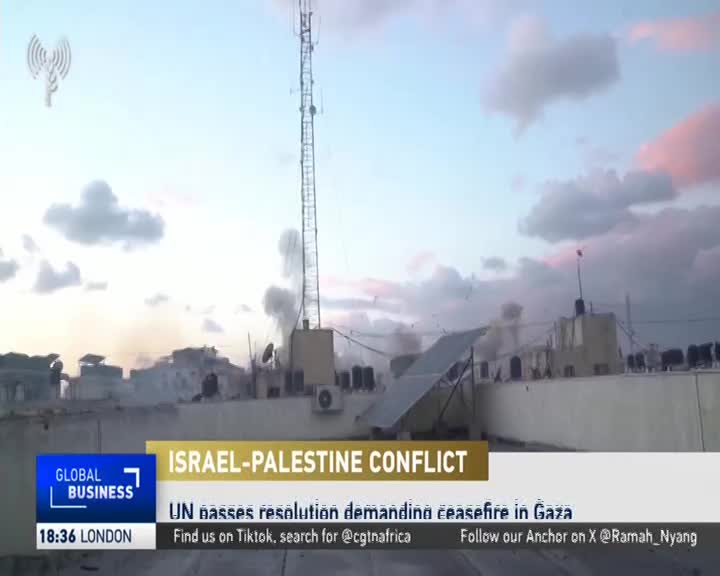 ISRAEL-PALESTINE CONFLICT
GLOBAL
BUSINESS
UN passes resolution demanding ceasefire in Gaza
18:36 LONDON
Find us on Tiktok, search for @cgtnafrica
Follow our Anchor on X @Ramah_Nyang